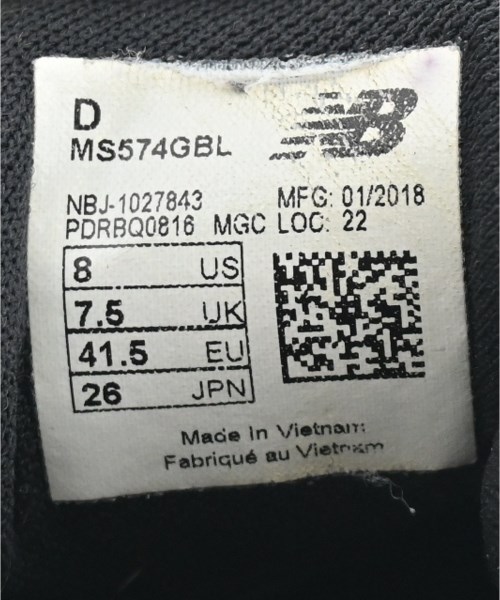 D
MS574GBL
NB
NBJ-1027843 MFG: 01/2018
PDRBQ0816 MGC LOC: 22
8 US
7.5 UK
41.5 EU
26 JPN
Made in Vietnam
Fabriqué au Vietnam